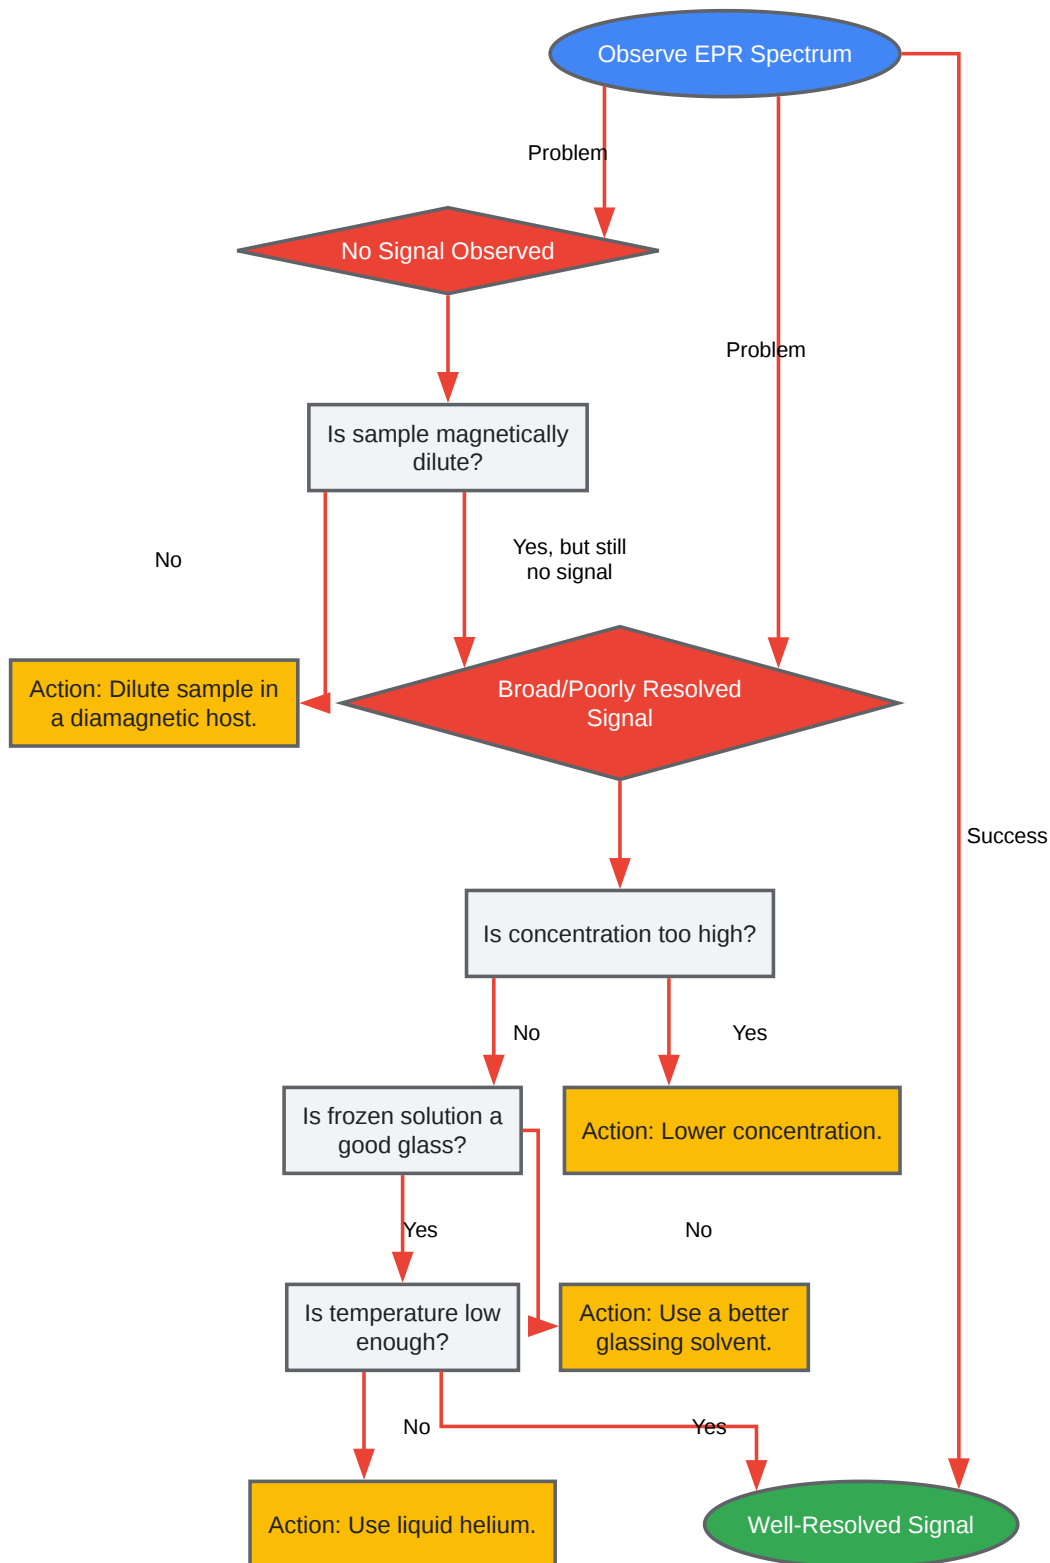 Observe EPR Spectrum
Problem
No Signal Observed
Problem
Is sample magnetically
dilute?
No
Yes, but still
no signal
Action: Dilute sample in
a diamagnetic host.
Broad/Poorly Resolved
Signal
Success
Is concentration too high?
No
Yes
Is frozen solution a
good glass?
Action: Lower concentration.
Yes
No
Is temperature low
enough?
Action: Use a better
glassing solvent.
No
Yes
Action: Use liquid helium.
Well-Resolved Signal